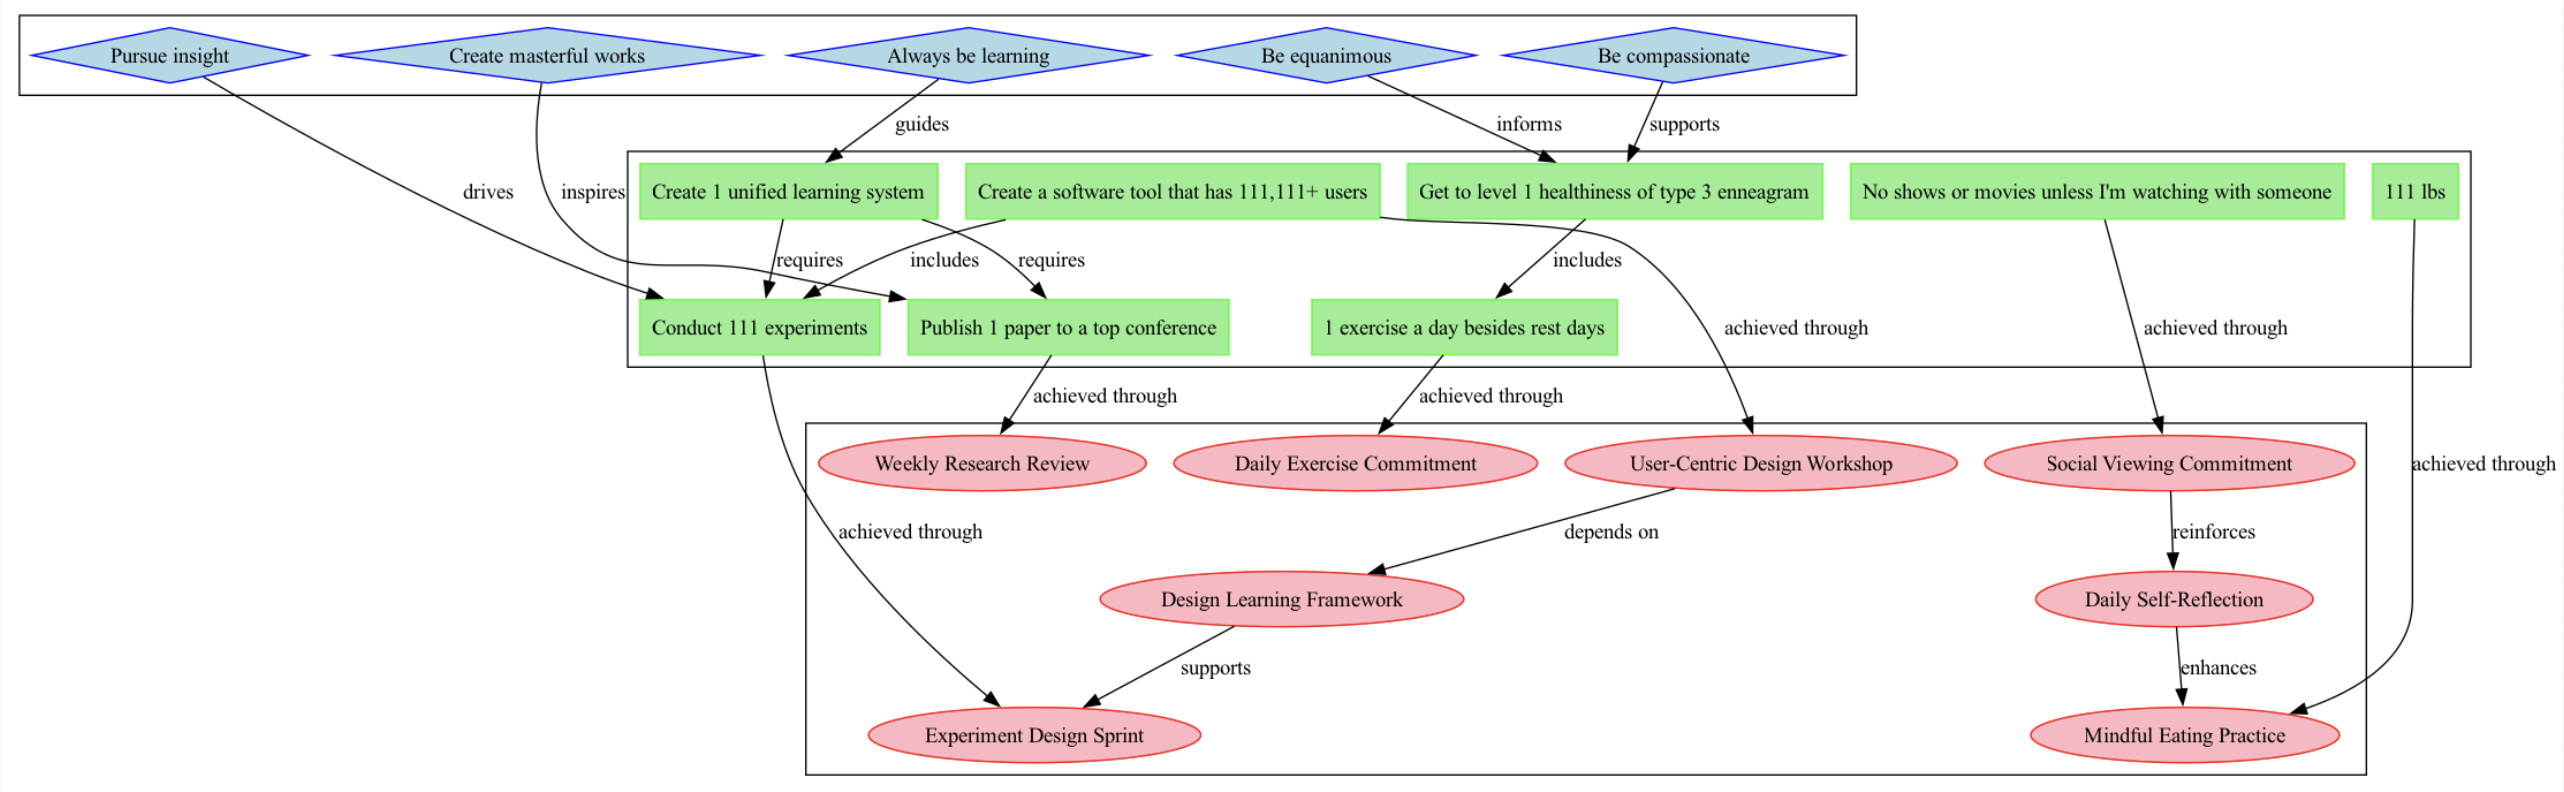 Pursue insight
Create masterful works
Always be learning
Be equanimous
Be compassionate
guides
informs
supports
drives
inspires
Create 1 unified learning system
Create a software tool that has 111,111+ users
Get to level 1 healthiness of type 3 enneagram
No shows or movies unless I'm watching with someone
111 lbs
requires
includes
requires
includes
Conduct 111 experiments
Publish 1 paper to a top conference
1 exercise a day besides rest days
achieved through
achieved through
achieved through
achieved through
Weekly Research Review
Daily Exercise Commitment
User-Centric Design Workshop
Social Viewing Commitment
achieved through
achieved through
depends on
reinforces
Design Learning Framework
Daily Self-Reflection
supports
enhances
Experiment Design Sprint
Mindful Eating Practice